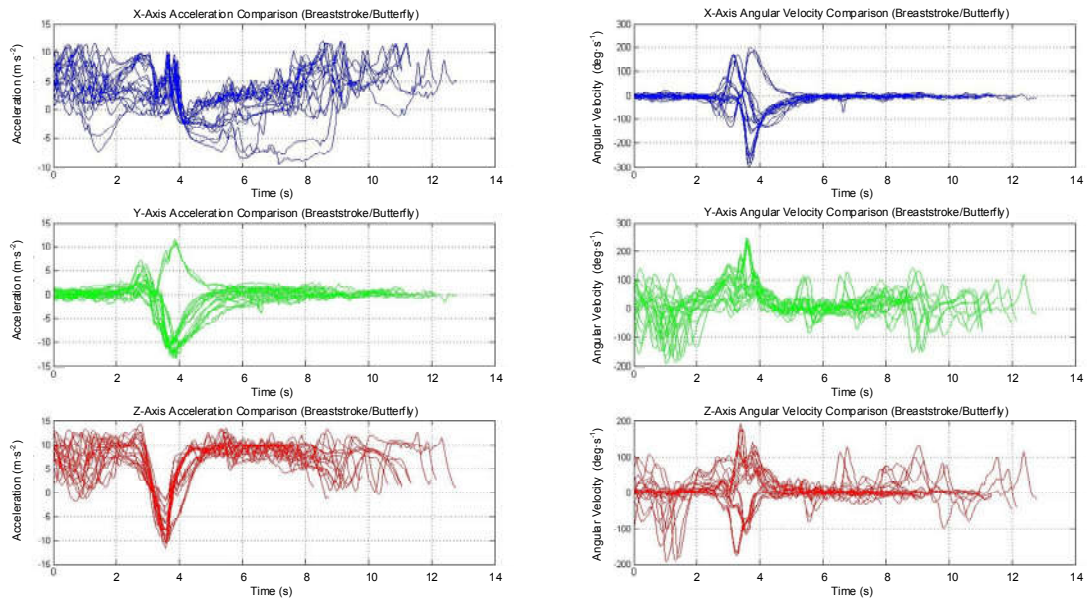 X-Axis Acceleration Comparison (Breaststroke/Butterfly)
15
10
5
0
-5
-10
0 2 4 6 8 10 12 14
Acceleration (m·s⁻²)
Time (s)
X-Axis Angular Velocity Comparison (Breaststroke/Butterfly)
300
200
100
0
-100
-200
-300
0 2 4 6 8 10 12 14
Angular Velocity (deg·s⁻¹)
Time (s)
Y-Axis Acceleration Comparison (Breaststroke/Butterfly)
15
10
5
0
-5
-10
-15
0 2 4 6 8 10 12 14
Acceleration (m·s⁻²)
Time (s)
Y-Axis Angular Velocity Comparison (Breaststroke/Butterfly)
300
200
100
0
-100
-200
0 2 4 6 8 10 12 14
Angular Velocity (deg·s⁻¹)
Time (s)
Z-Axis Acceleration Comparison (Breaststroke/Butterfly)
15
10
5
0
-5
-10
-15
0 2 4 6 8 10 12 14
Acceleration (m·s⁻²)
Time (s)
Z-Axis Angular Velocity Comparison (Breaststroke/Butterfly)
200
100
0
-100
-200
0 2 4 6 8 10 12 14
Angular Velocity (deg·s⁻¹)
Time (s)